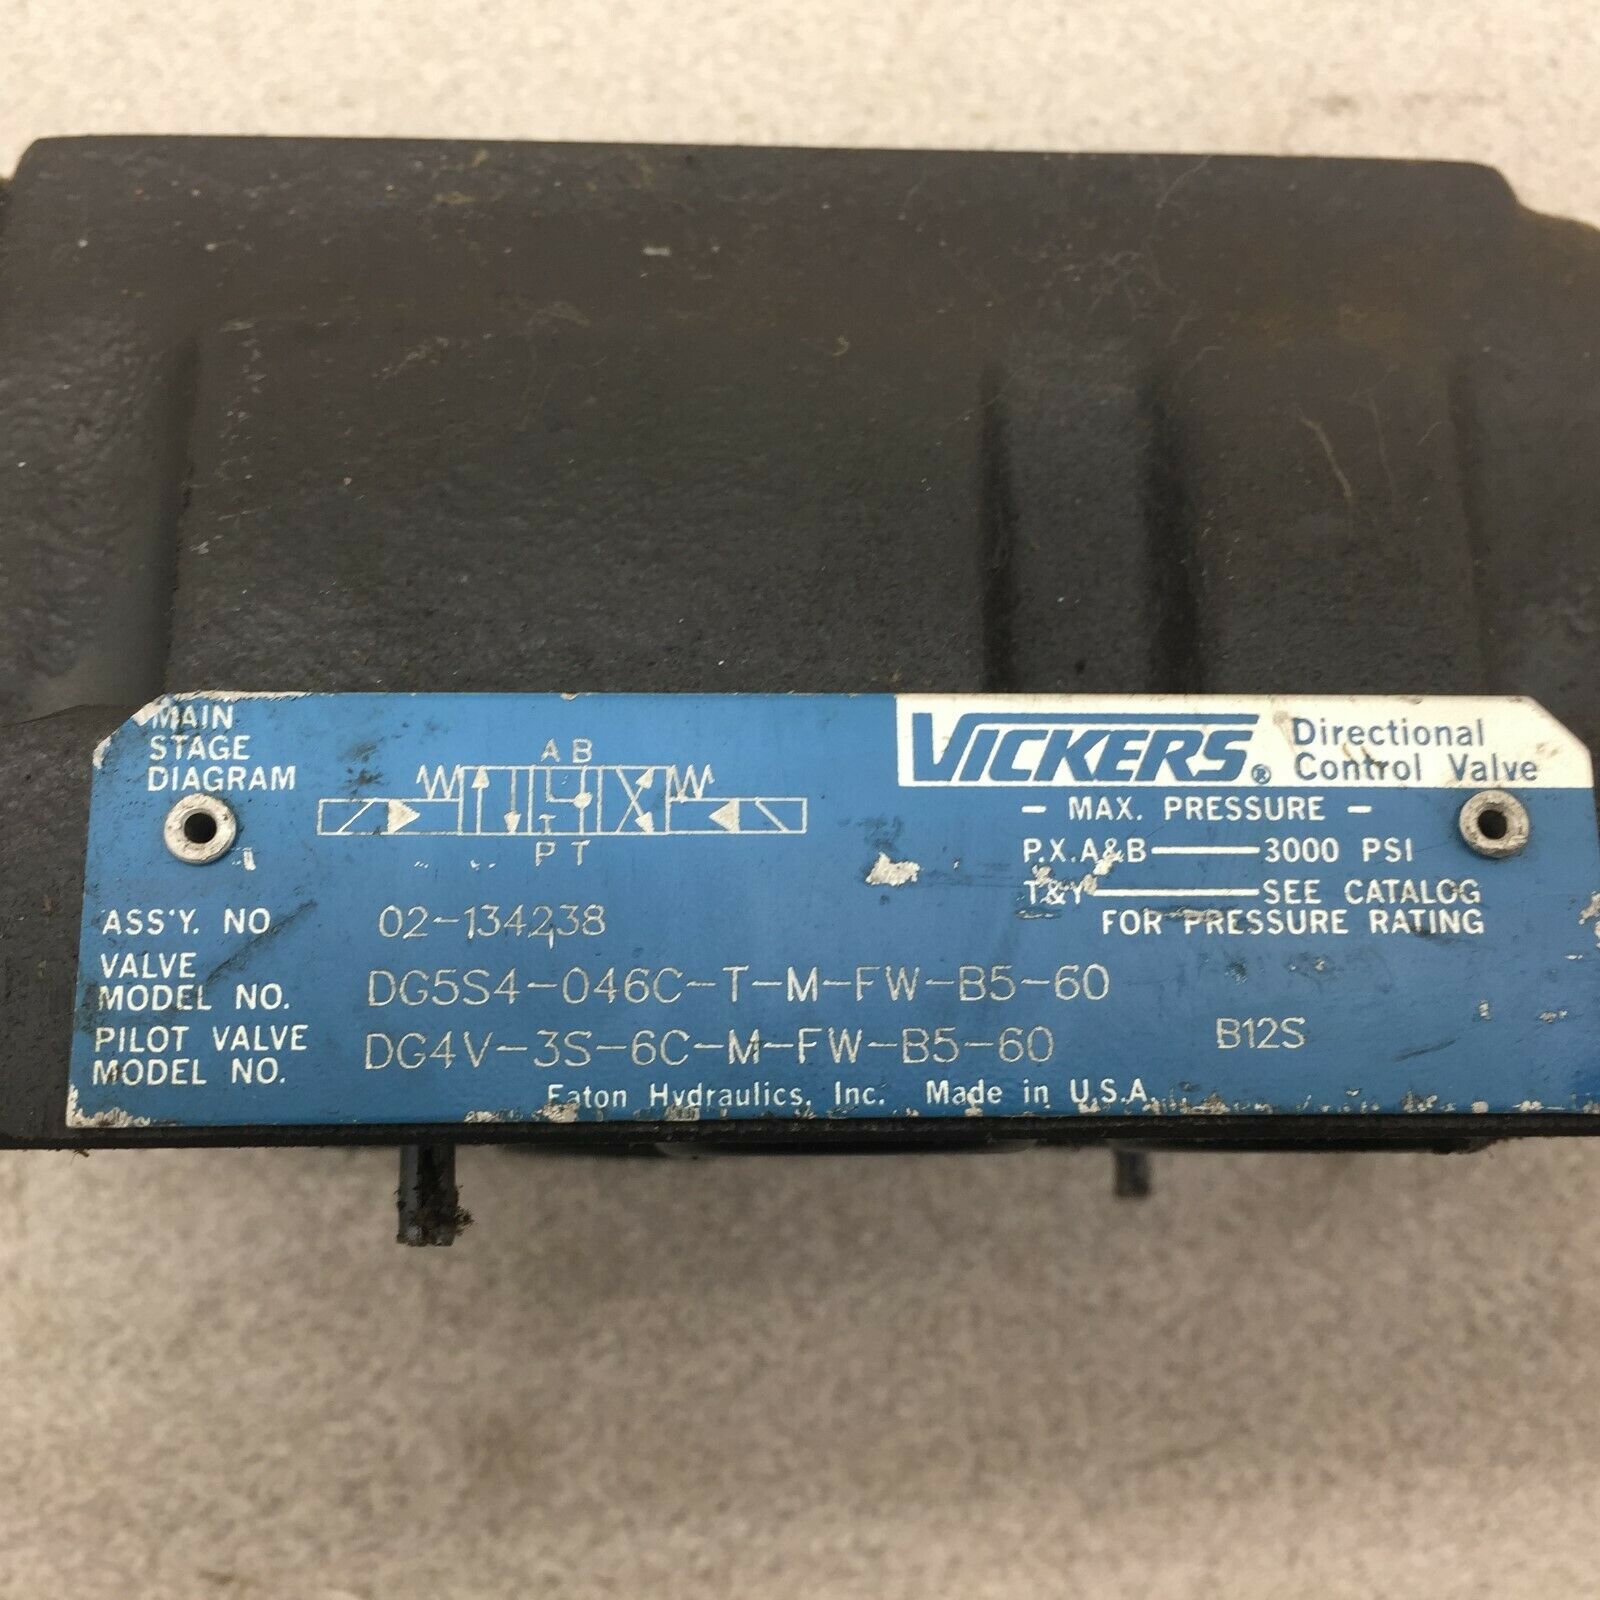 MAIN
STAGE
DIAGRAM
A B
T
P T
VICKERS® Directional
Control Valve
- MAX. PRESSURE -
P.X.A&B 3000 PSI
T&Y SEE CATALOG
FOR PRESSURE RATING
ASS'Y. NO 02-134238
VALVE
MODEL NO. DG5S4-046C-T-M-FW-B5-60
PILOT VALVE
MODEL NO. DG4V-3S-6C-M-FW-B5-60 B12S
Eaton Hydraulics, Inc. Made in U.S.A.